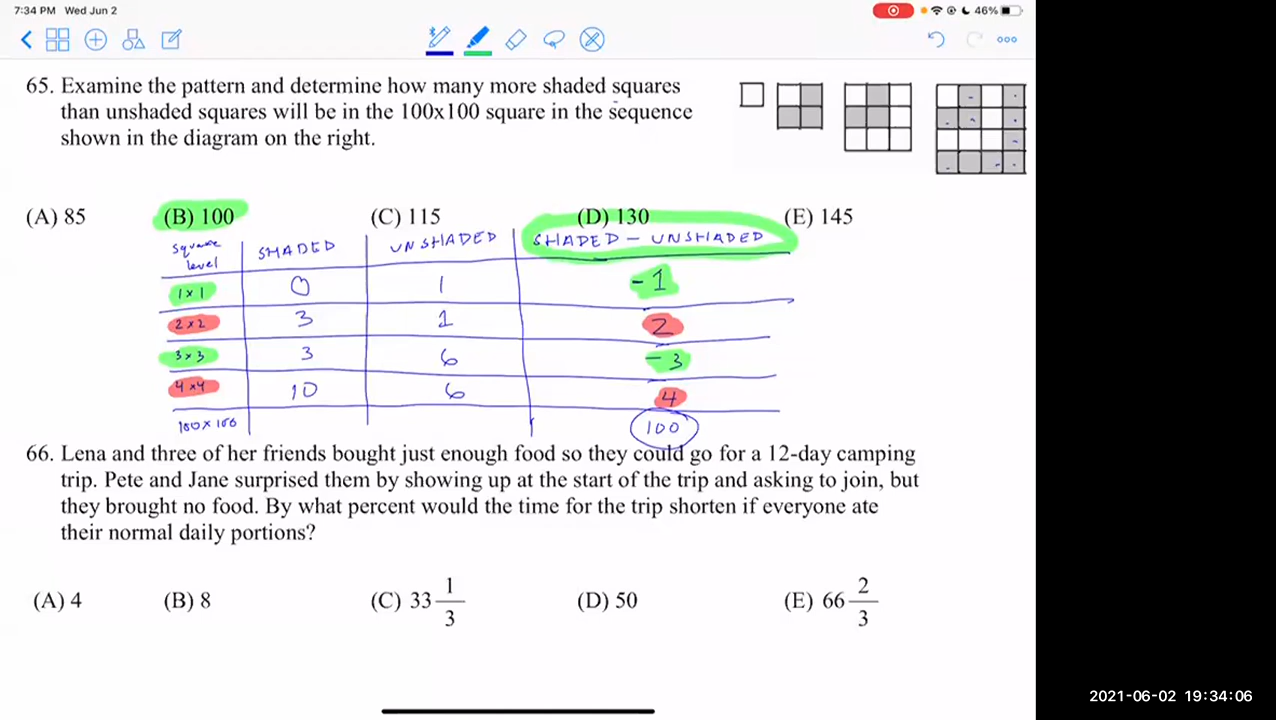 7:34 PM Wed Jun 2
46%
65. Examine the pattern and determine how many more shaded squares
than unshaded squares will be in the 100x100 square in the sequence
shown in the diagram on the right.
(A) 85 (B) 100 (C) 115 (D) 130 (E) 145
square level SHADED UNSHADED SHADED - UNSHADED
1x1 0 1 -1
2x2 3 1 2
3x3 3 6 -3
4x4 10 6 4
100x100 100
66. Lena and three of her friends bought just enough food so they could go for a 12-day camping
trip. Pete and Jane surprised them by showing up at the start of the trip and asking to join, but
they brought no food. By what percent would the time for the trip shorten if everyone ate
their normal daily portions?
(A) 4 (B) 8 (C) 33 1/3 (D) 50 (E) 66 2/3
2021-06-02 19:34:06